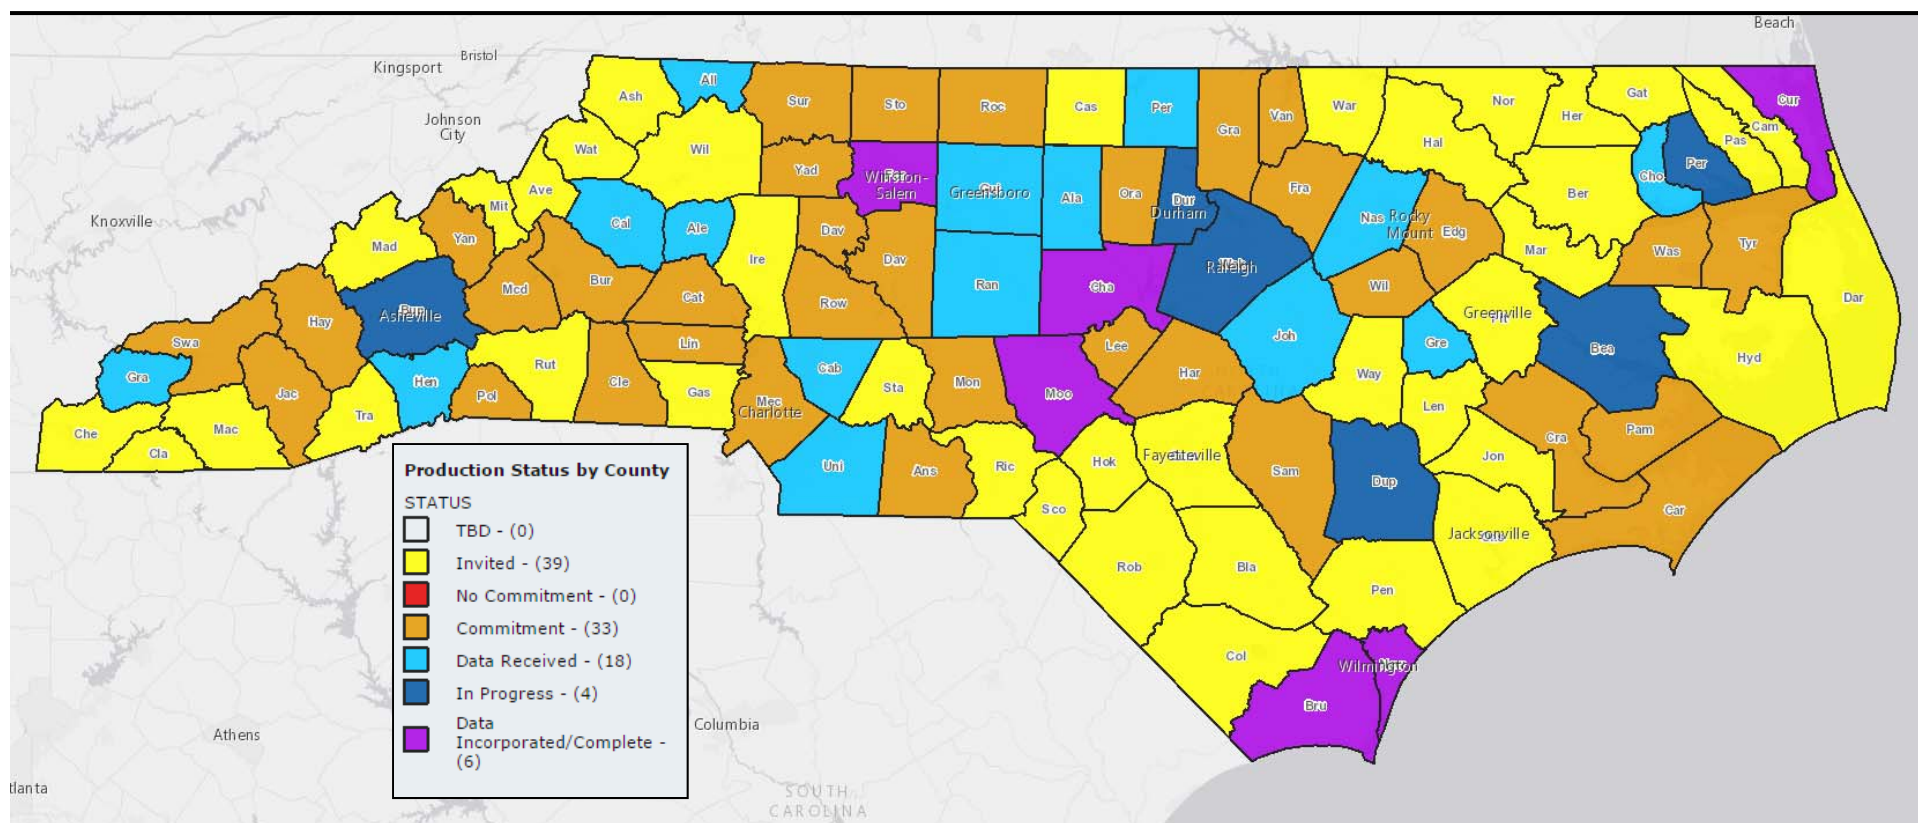 Beach
Bristol
Kingsport
All
Ash
Sur
Sto
Roc
Cas
Per
Gra
Van
War
Nor
Her
Gat
Cur
Cam
Pas
Johnson
City
Wat
Wil
Yad
Winston-
Salem
Greensboro
Ala
Ora
Dur
Durham
Fra
Hal
Ber
Cho
Per
Knoxville
Mad
Yan
Mit
Ave
Cal
Ale
Ire
Dav
Dav
Ran
Cha
Raleigh
Nas
Rocky
Mount
Edg
Mar
Was
Tyr
Dar
Swa
Hay
Asheville
Mcd
Bur
Cat
Row
Wil
Joh
Greenville
Gre
Bea
Hyd
Gra
Jac
Hen
Pol
Rut
Cle
Lin
Gas
Mec
Charlotte
Cab
Sta
Mon
Moo
Lee
Har
Way
Len
Cra
Pam
Che
Cla
Mac
Tra
Uni
Ans
Ric
Sco
Hok
Fayetteville
Sam
Dup
Jon
Jacksonville
Car
Rob
Bla
Pen
Col
Bru
Wilmington
Production Status by County
STATUS
TBD - (0)
Invited - (39)
No Commitment - (0)
Commitment - (33)
Data Received - (18)
In Progress - (4)
Data
Incorporated/Complete -
(6)
Athens
Columbia
tlanta
SOUTH
CAROLINA